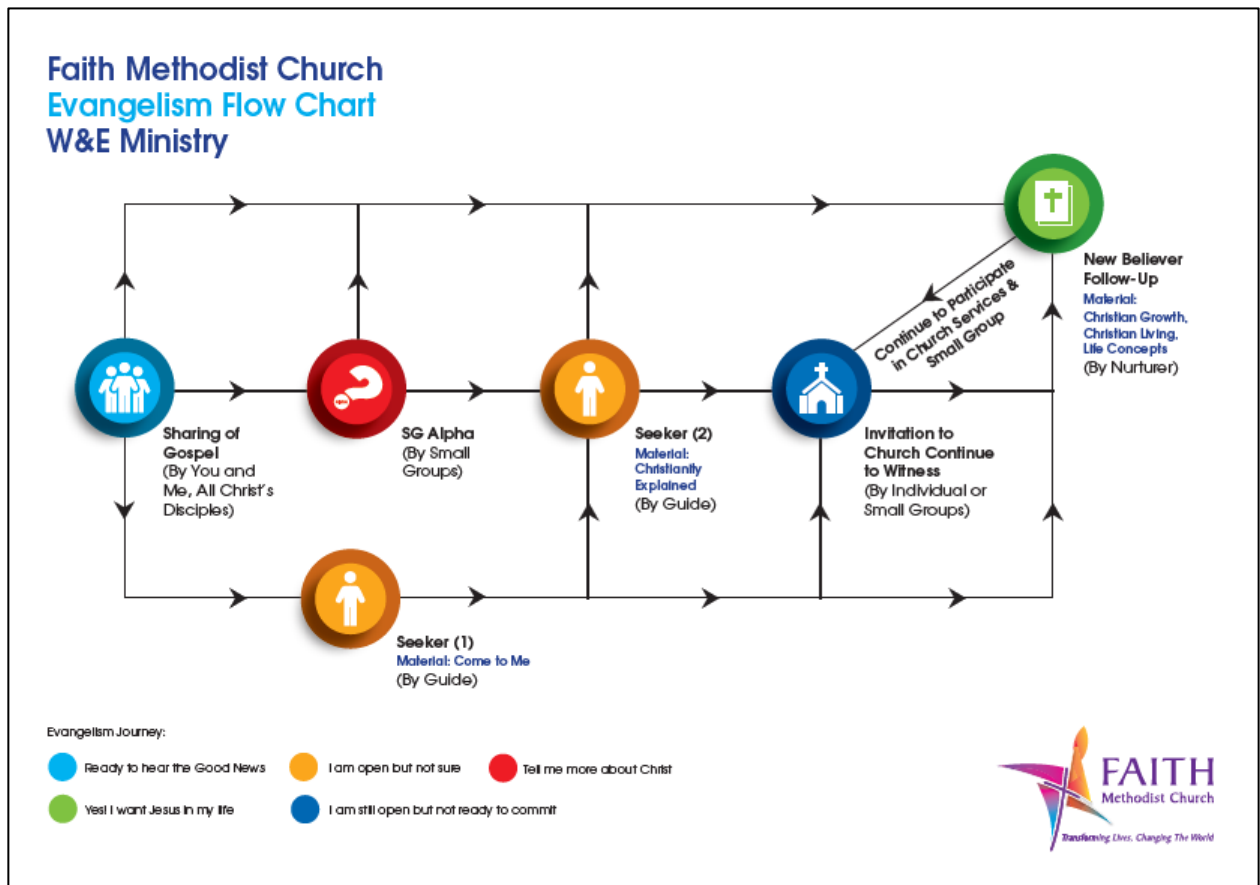 Faith Methodist Church
Evangelism Flow Chart
W&E Ministry
Continue to Participate
in Church Services &
Small Group
New Believer
Follow-Up
Material:
Christian Growth,
Christian Living,
Life Concepts
(By Nurturer)
Sharing of
Gospel
(By You and
Me, All Christ's
Disciples)
SG Alpha
(By Small
Groups)
Seeker (2)
Material:
Christianity
Explained
(By Guide)
Invitation to
Church Continue
to Witness
(By Individual or
Small Groups)
Seeker (1)
Material: Come to Me
(By Guide)
Evangelism Journey:
Ready to hear the Good News
I am open but not sure
Tell me more about Christ
Yes! I want Jesus in my life
I am still open but not ready to commit
FAITH
Methodist Church
Transforming Lives, Changing The World